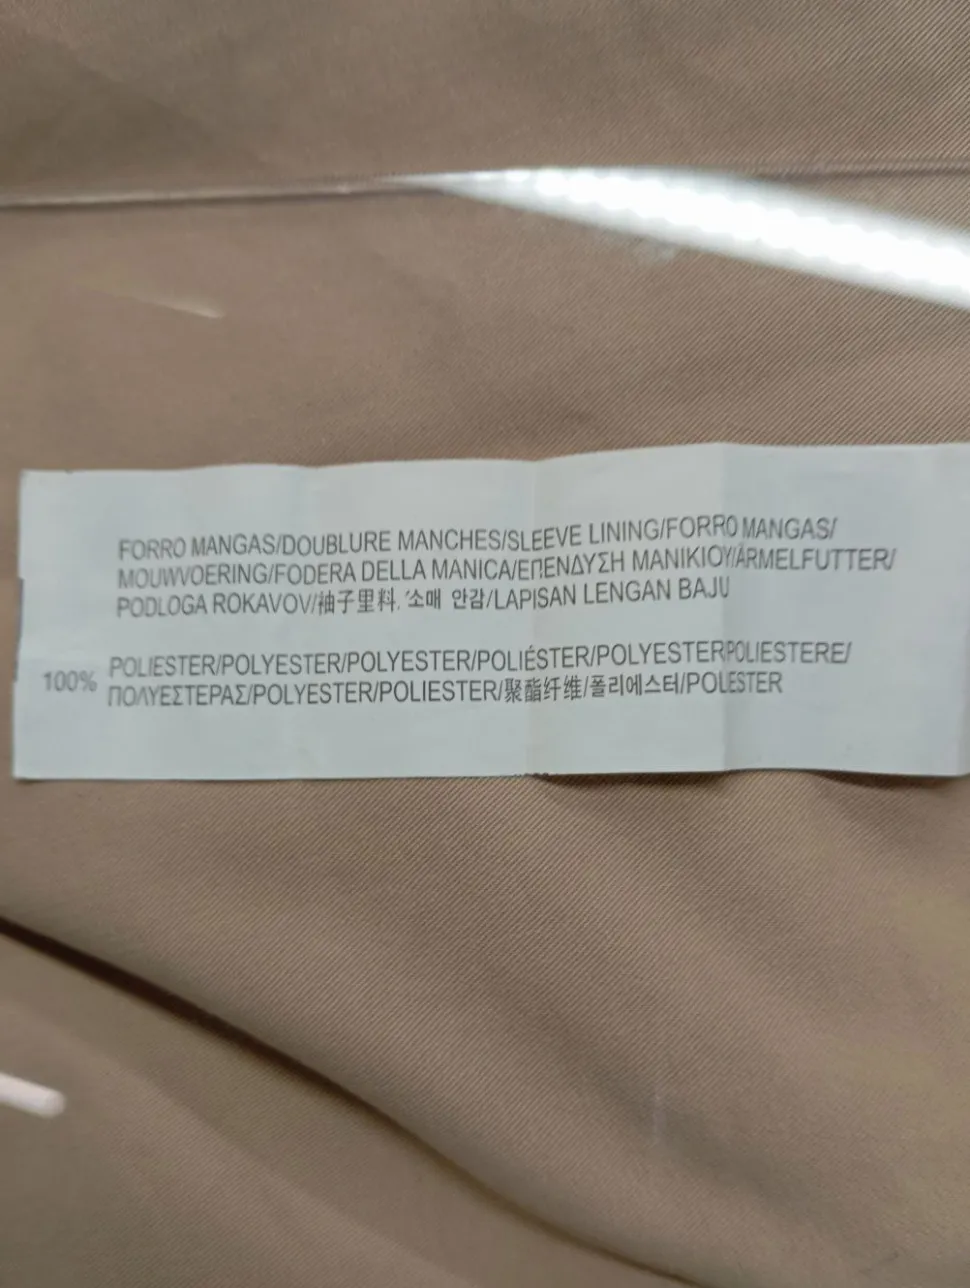 FORRO MANGAS/DOUBLURE MANCHES/SLEEVE LINING/FORRO MANGAS/
MOUWVOERING/FODERA DELLA MANICA/ΕΠΕΝΔΥΣΗ ΜΑΝΙΚΙΟΥ/ÄRMELFUTTER/
PODLOGA ROKAVOV/袖子里料. '소매 안감/LAPISAN LENGAN BAJU
100% POLIESTER/POLYESTER/POLYESTER/POLIÉSTER/POLYESTER/POLIESTERE/
ΠΟΛΥΕΣΤΕΡΑΣ/POLYESTER/POLIESTER/聚酯纤维/폴리에스터/POLESTER